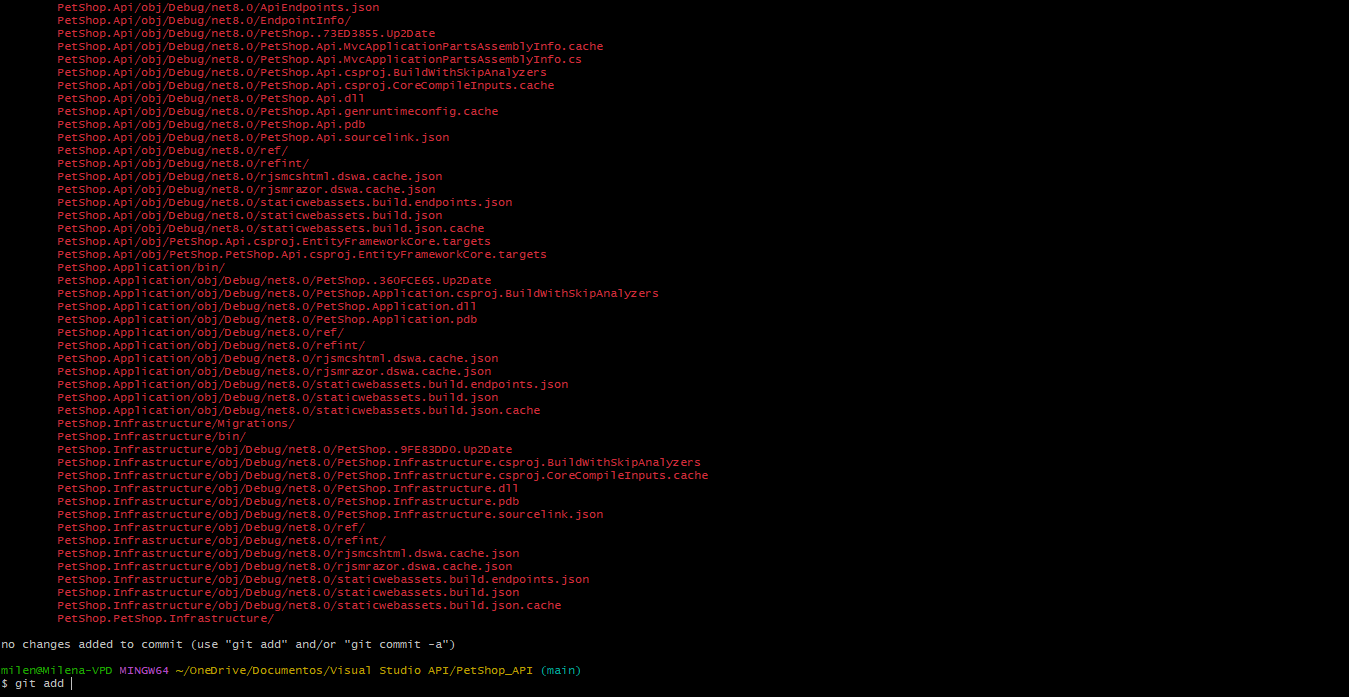 PetShop.Api/obj/Debug/net8.0/ApiEndpoints.json
PetShop.Api/obj/Debug/net8.0/EndpointInfo/
PetShop.Api/obj/Debug/net8.0/PetShop..73ED3855.Up2Date
PetShop.Api/obj/Debug/net8.0/PetShop.Api.MvcApplicationPartsAssemblyInfo.cache
PetShop.Api/obj/Debug/net8.0/PetShop.Api.MvcApplicationPartsAssemblyInfo.cs
PetShop.Api/obj/Debug/net8.0/PetShop.Api.csproj.BuildWithSkipAnalyzers
PetShop.Api/obj/Debug/net8.0/PetShop.Api.csproj.CoreCompileInputs.cache
PetShop.Api/obj/Debug/net8.0/PetShop.Api.dll
PetShop.Api/obj/Debug/net8.0/PetShop.Api.genruntimeconfig.cache
PetShop.Api/obj/Debug/net8.0/PetShop.Api.pdb
PetShop.Api/obj/Debug/net8.0/PetShop.Api.sourcelink.json
PetShop.Api/obj/Debug/net8.0/ref/
PetShop.Api/obj/Debug/net8.0/refint/
PetShop.Api/obj/Debug/net8.0/rjsmcshtml.dswa.cache.json
PetShop.Api/obj/Debug/net8.0/rjsmrazor.dswa.cache.json
PetShop.Api/obj/Debug/net8.0/staticwebassets.build.endpoints.json
PetShop.Api/obj/Debug/net8.0/staticwebassets.build.json
PetShop.Api/obj/Debug/net8.0/staticwebassets.build.json.cache
PetShop.Api/obj/PetShop.Api.csproj.EntityFrameworkCore.targets
PetShop.Api/obj/PetShop.PetShop.Api.csproj.EntityFrameworkCore.targets
PetShop.Application/bin/
PetShop.Application/obj/Debug/net8.0/PetShop..360FCE65.Up2Date
PetShop.Application/obj/Debug/net8.0/PetShop.Application.csproj.BuildWithSkipAnalyzers
PetShop.Application/obj/Debug/net8.0/PetShop.Application.dll
PetShop.Application/obj/Debug/net8.0/PetShop.Application.pdb
PetShop.Application/obj/Debug/net8.0/ref/
PetShop.Application/obj/Debug/net8.0/refint/
PetShop.Application/obj/Debug/net8.0/rjsmcshtml.dswa.cache.json
PetShop.Application/obj/Debug/net8.0/rjsmrazor.dswa.cache.json
PetShop.Application/obj/Debug/net8.0/staticwebassets.build.endpoints.json
PetShop.Application/obj/Debug/net8.0/staticwebassets.build.json
PetShop.Application/obj/Debug/net8.0/staticwebassets.build.json.cache
PetShop.Infrastructure/Migrations/
PetShop.Infrastructure/bin/
PetShop.Infrastructure/obj/Debug/net8.0/PetShop..9FE83DD0.Up2Date
PetShop.Infrastructure/obj/Debug/net8.0/PetShop.Infrastructure.csproj.BuildWithSkipAnalyzers
PetShop.Infrastructure/obj/Debug/net8.0/PetShop.Infrastructure.csproj.CoreCompileInputs.cache
PetShop.Infrastructure/obj/Debug/net8.0/PetShop.Infrastructure.dll
PetShop.Infrastructure/obj/Debug/net8.0/PetShop.Infrastructure.pdb
PetShop.Infrastructure/obj/Debug/net8.0/PetShop.Infrastructure.sourcelink.json
PetShop.Infrastructure/obj/Debug/net8.0/ref/
PetShop.Infrastructure/obj/Debug/net8.0/refint/
PetShop.Infrastructure/obj/Debug/net8.0/rjsmcshtml.dswa.cache.json
PetShop.Infrastructure/obj/Debug/net8.0/rjsmrazor.dswa.cache.json
PetShop.Infrastructure/obj/Debug/net8.0/staticwebassets.build.endpoints.json
PetShop.Infrastructure/obj/Debug/net8.0/staticwebassets.build.json
PetShop.Infrastructure/obj/Debug/net8.0/staticwebassets.build.json.cache
PetShop.PetShop.Infrastructure/
no changes added to commit (use "git add" and/or "git commit -a")
milen@Milena-VPD MINGW64 ~/OneDrive/Documentos/Visual Studio API/PetShop_API (main)
$ git add